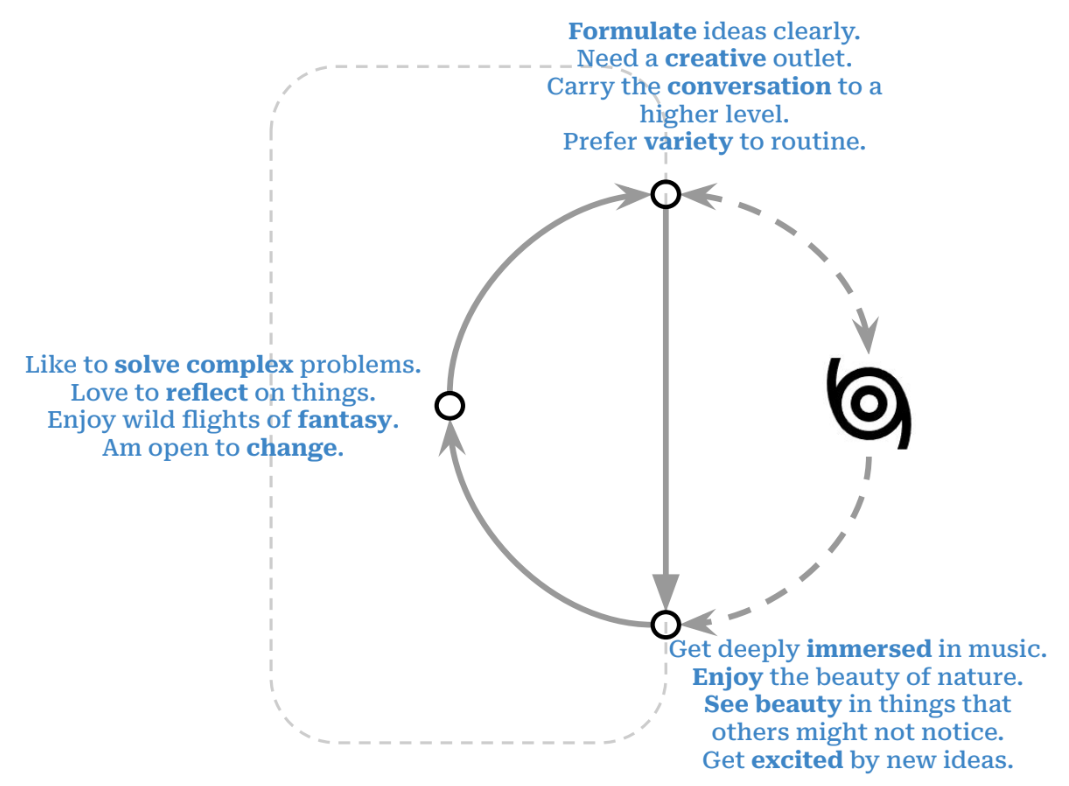 Formulate ideas clearly.
Need a creative outlet.
Carry the conversation to a
higher level.
Prefer variety to routine.
Like to solve complex problems.
Love to reflect on things.
Enjoy wild flights of fantasy.
Am open to change.
Get deeply immersed in music.
Enjoy the beauty of nature.
See beauty in things that
others might not notice.
Get excited by new ideas.